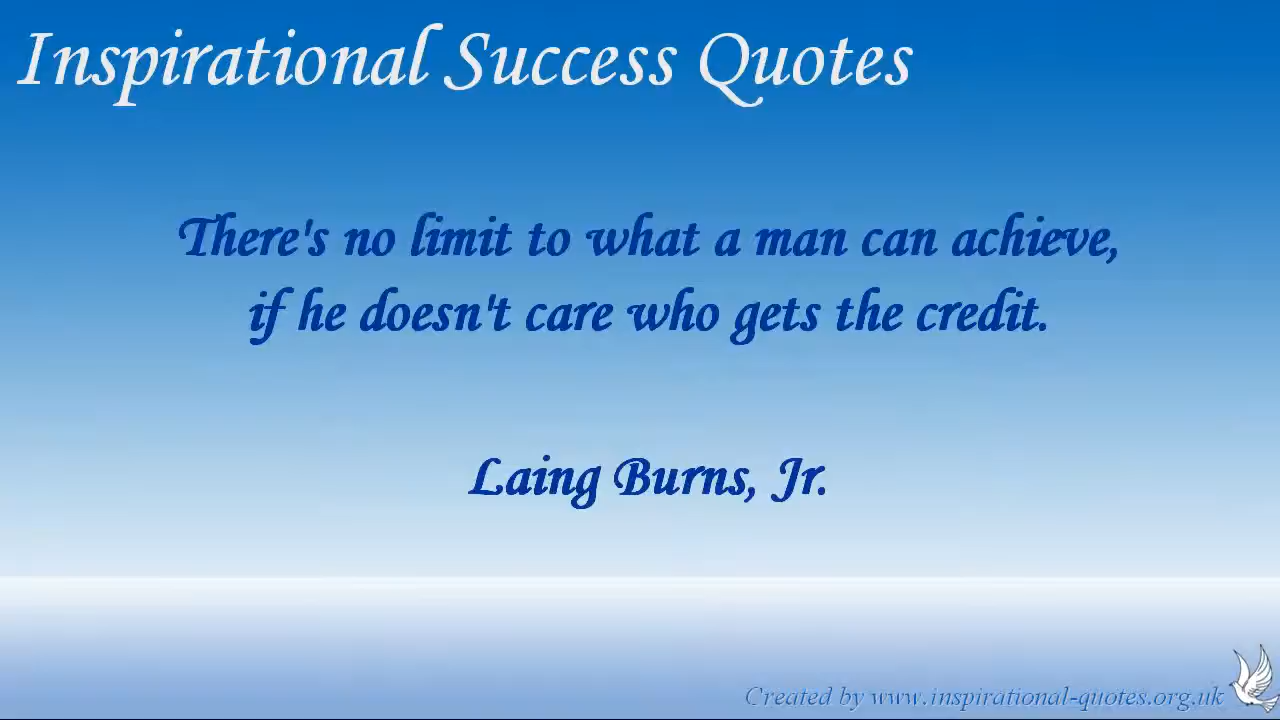 Inspirational Success Quotes
There's no limit to what a man can achieve,
if he doesn't care who gets the credit.
Laing Burns, Jr.
Created by www.inspirational-quotes.org.uk